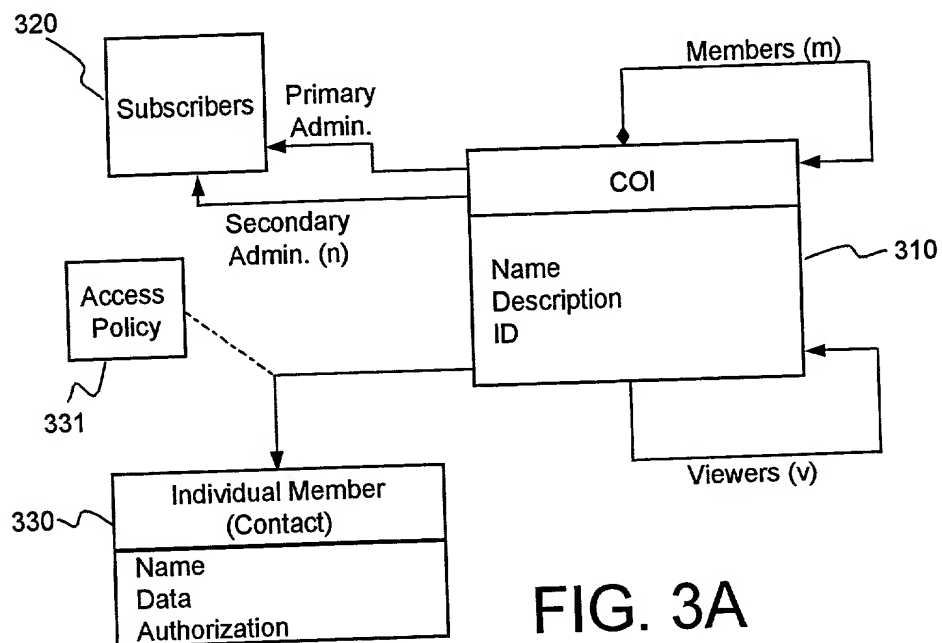 320
Subscribers
Primary
Admin.
Members (m)
COI
Secondary
Admin. (n)
310
Name
Description
ID
Access
Policy
331
Viewers (v)
330
Individual Member
(Contact)
Name
Data
Authorization
FIG. 3A